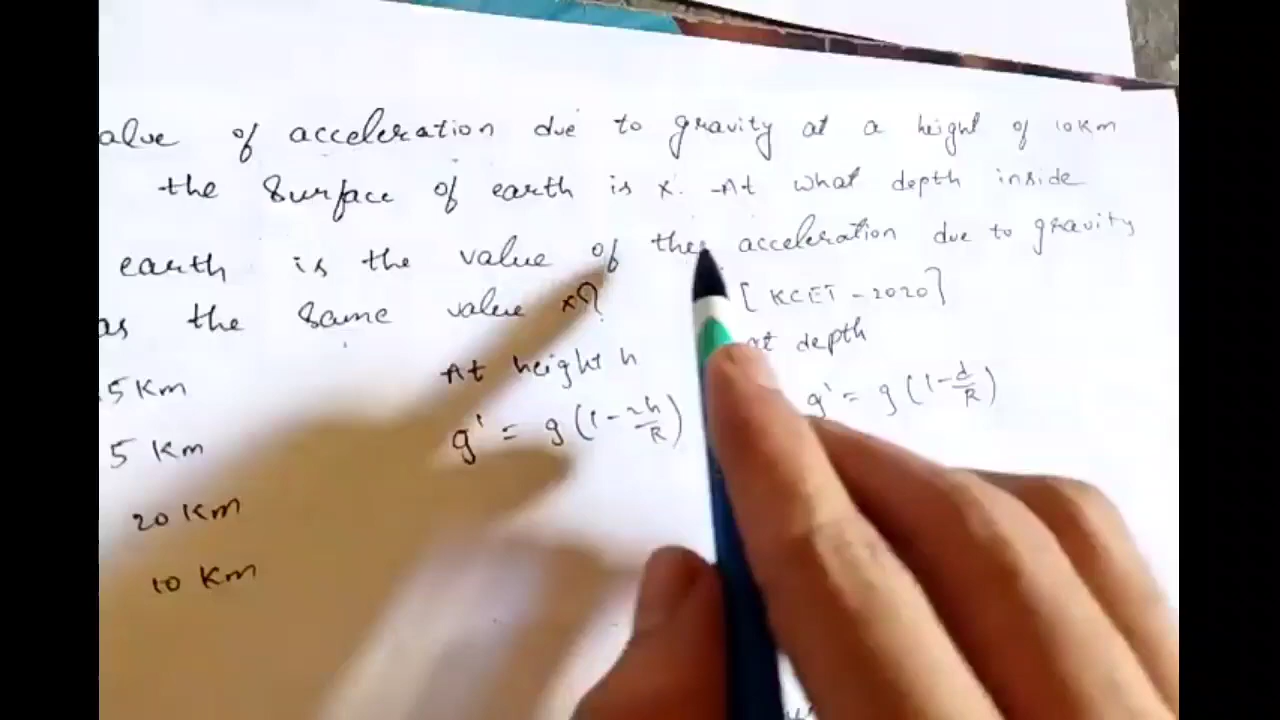 alue of acceleration due to gravity at a height of 10 Km
the surface of earth is x. At what depth inside
earth is the value of the acceleration due to gravity
as the same value x?
[KCET - 2020]
5 Km
5 Km
20 Km
10 Km
At height h
g' = g(1 - 2h/R)
at depth
g' = g(1 - d/R)